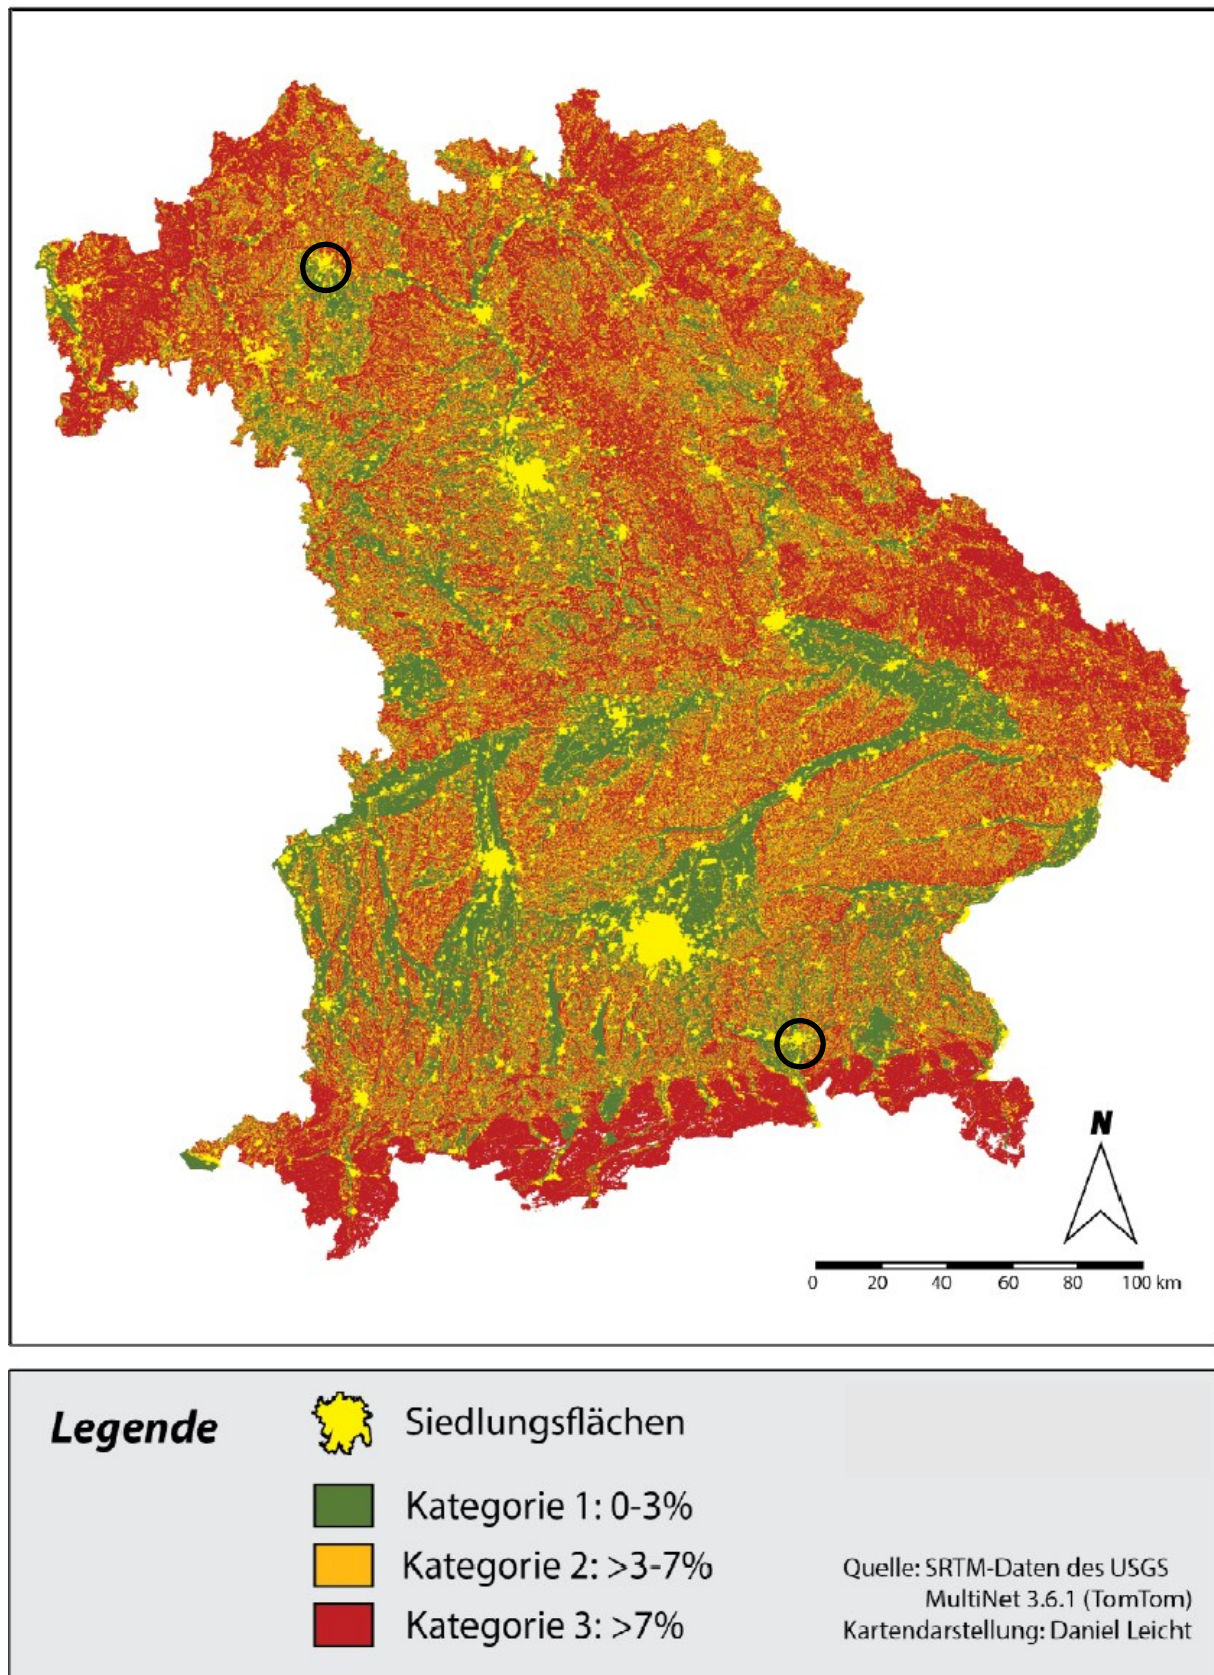 N
0 20 40 60 80 100 km
Legende
Siedlungsflächen
Kategorie 1: 0-3%
Kategorie 2: >3-7%
Kategorie 3: >7%
Quelle: SRTM-Daten des USGS
MultiNet 3.6.1 (TomTom)
Kartendarstellung: Daniel Leicht